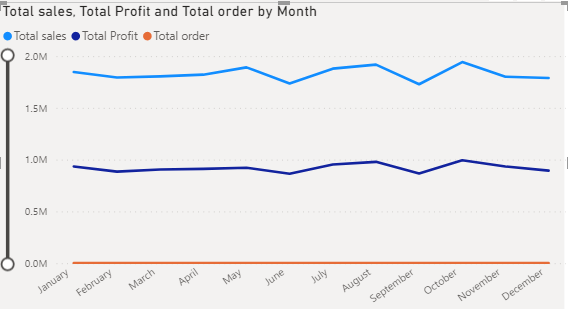 Total sales, Total Profit and Total order by Month
Total sales Total Profit Total order
2.0M
1.5M
1.0M
0.5M
0.0M
January February March April May June July August September October November December